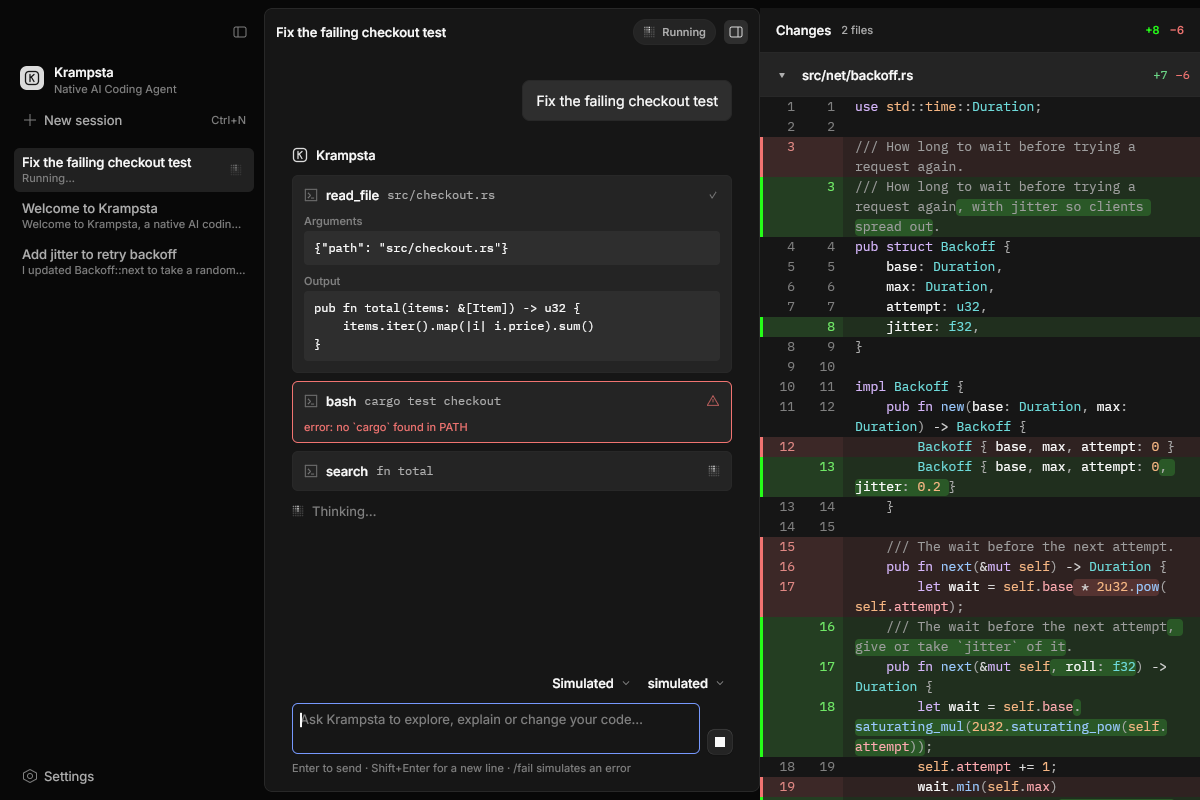 Krampsta
Native AI Coding Agent
New session Ctrl+N
Fix the failing checkout test
Running...
Welcome to Krampsta
Welcome to Krampsta, a native AI codin...
Add jitter to retry backoff
I updated Backoff::next to take a random...
Settings
Fix the failing checkout test
Running
Fix the failing checkout test
K Krampsta
read_file src/checkout.rs
Arguments
{"path": "src/checkout.rs"}
Output
pub fn total(items: &[Item]) -> u32 {
    items.iter().map(|i| i.price).sum()
}
bash cargo test checkout
error: no `cargo` found in PATH
search fn total
Thinking...
Simulated simulated
Ask Krampsta to explore, explain or change your code...
Enter to send · Shift+Enter for a new line · /fail simulates an error
Changes 2 files +8 −6
src/net/backoff.rs +7 −6
1 1 use std::time::Duration;
2 2
3 /// How long to wait before trying a
request again.
3 /// How long to wait before trying a
request again, with jitter so clients
spread out.
4 4 pub struct Backoff {
5 5     base: Duration,
6 6     max: Duration,
7 7     attempt: u32,
8     jitter: f32,
8 9 }
9 10
10 11 impl Backoff {
11 12     pub fn new(base: Duration, max:
Duration) -> Backoff {
12         Backoff { base, max, attempt: 0 }
13         Backoff { base, max, attempt: 0,
jitter: 0.2 }
13 14     }
14 15
15     /// The wait before the next attempt.
16     pub fn next(&mut self) -> Duration {
17         let wait = self.base * 2u32.pow(
self.attempt);
16     /// The wait before the next attempt,
give or take `jitter` of it.
17     pub fn next(&mut self, roll: f32) ->
Duration {
18         let wait = self.base.
saturating_mul(2u32.saturating_pow(self.
attempt));
18 19         self.attempt += 1;
19         wait.min(self.max)